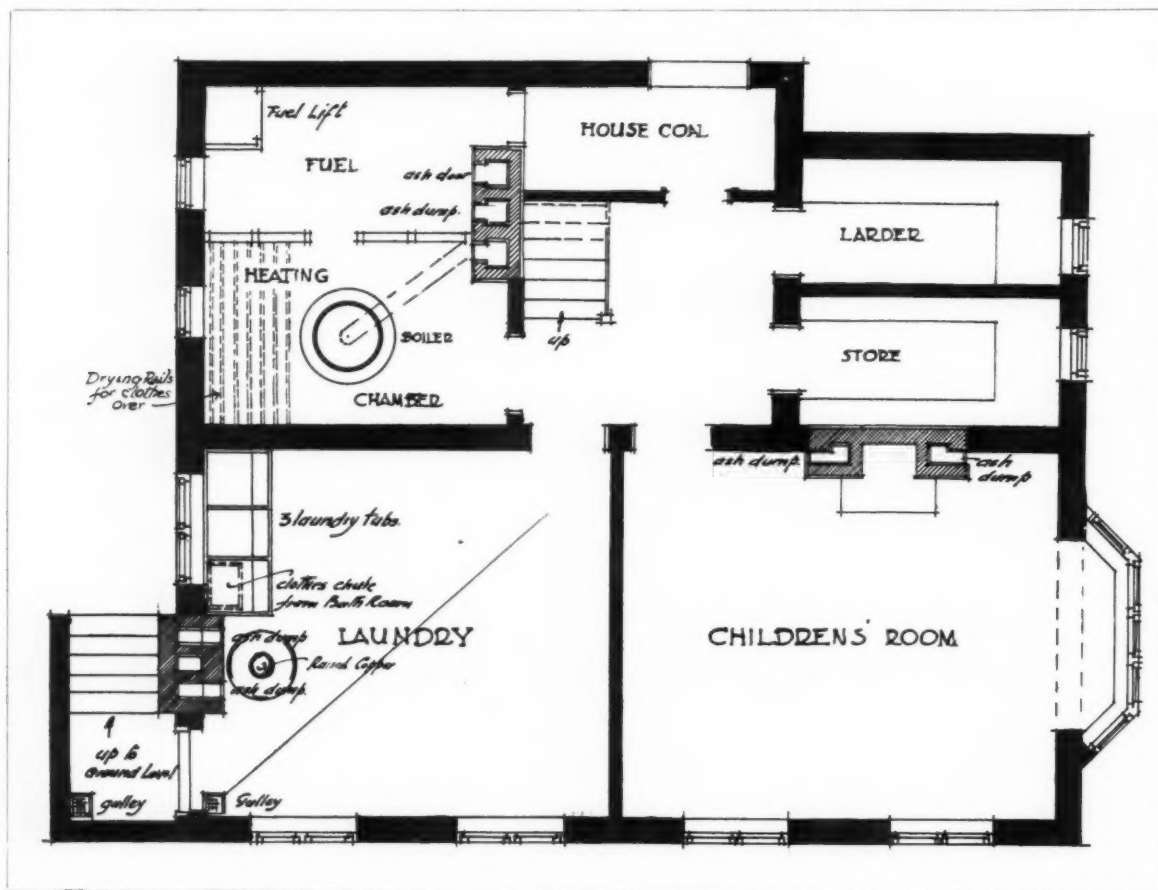 Fuel Lift
HOUSE COAL
FUEL
ash door
ash dump.
LARDER
HEATING
BOILER
up
STORE
Drying Rails
for clothes
over
CHAMBER
ash dump.
ash
dump
3 laundry tubs.
clothes chute
from Bath Room
ash dump
LAUNDRY
CHILDRENS' ROOM
Copper
ash dump.
up to
Ground Level
gulley
Gulley